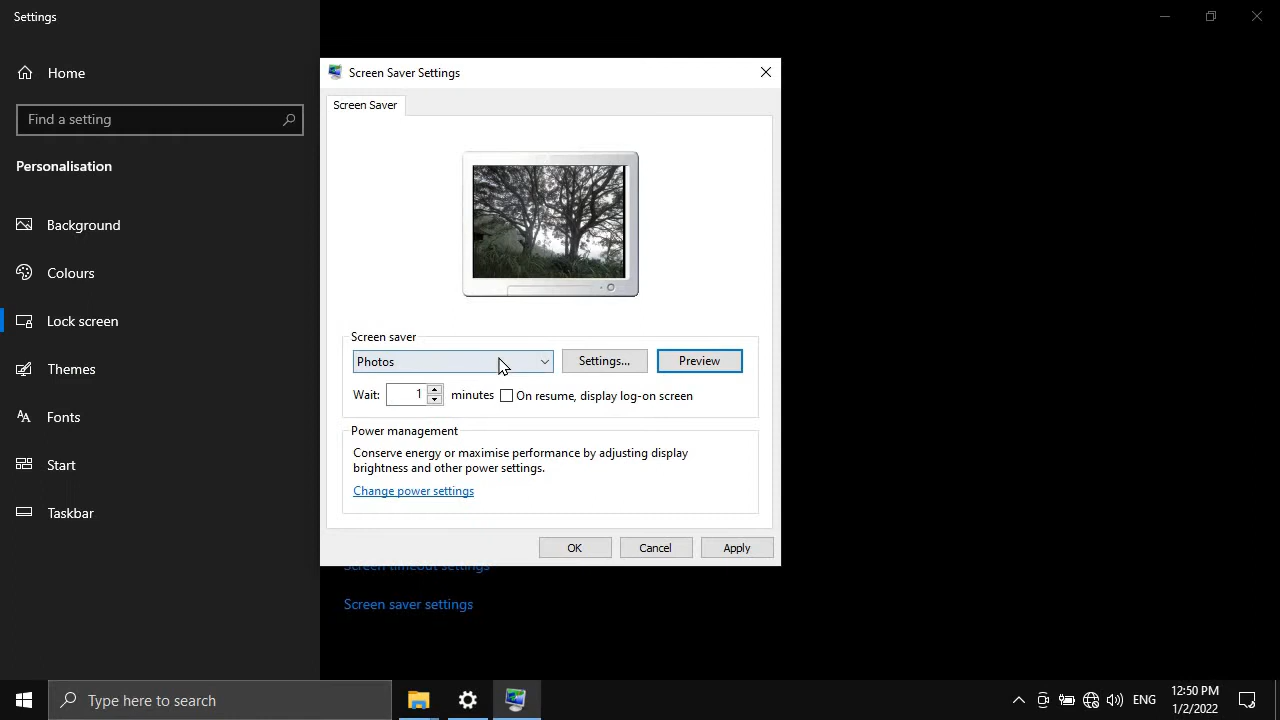 Settings
Home
Find a setting
Personalisation
Background
Colours
Lock screen
Themes
Fonts
Start
Taskbar
Screen Saver Settings
Screen Saver
Screen saver
Photos
Settings...
Preview
Wait:
1
minutes
On resume, display log-on screen
Power management
Conserve energy or maximise performance by adjusting display
brightness and other power settings.
Change power settings
OK
Cancel
Apply
Screen timeout settings
Screen saver settings
Type here to search
ENG
12:50 PM
1/2/2022